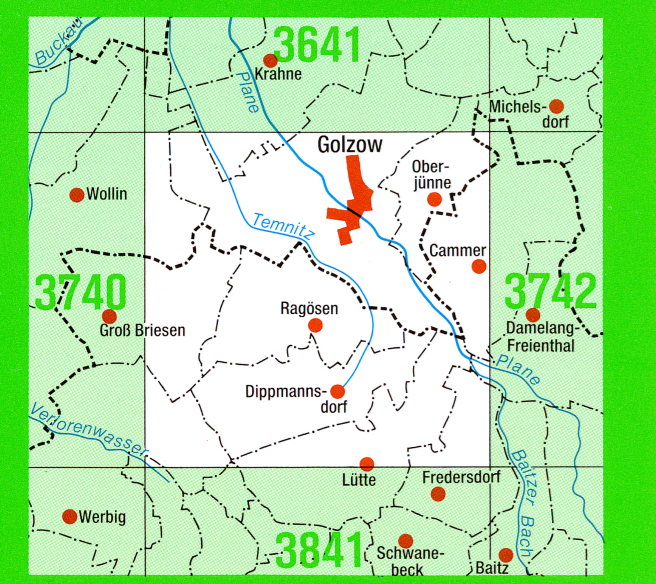 Buckau
3641
Krahne
Plane
Michels-
dorf
Golzow
Ober-
jünne
Wollin
Temnitz
Cammer
3740
3742
Ragösen
Groß Briesen
Damelang-
Freienthal
Plane
Dippmanns-
dorf
Verlorenwasser
Lütte
Fredersdorf
Baitzer Bach
Werbig
3841
Schwane-
beck
Baitz